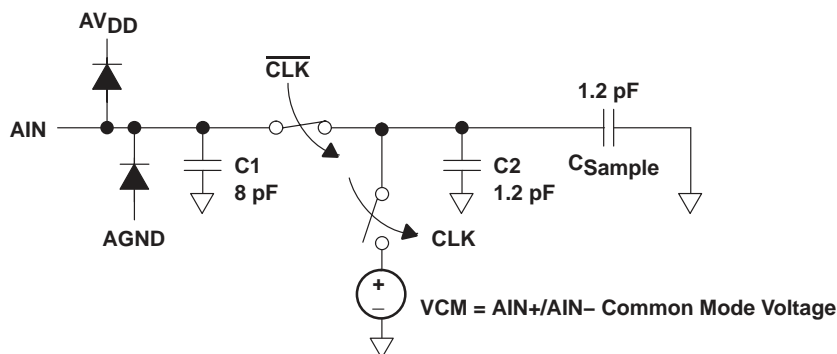 AVDD
CLK
1.2 pF
AIN
C1
8 pF
C2
1.2 pF
CSample
AGND
CLK
+
–
VCM = AIN+/AIN– Common Mode Voltage